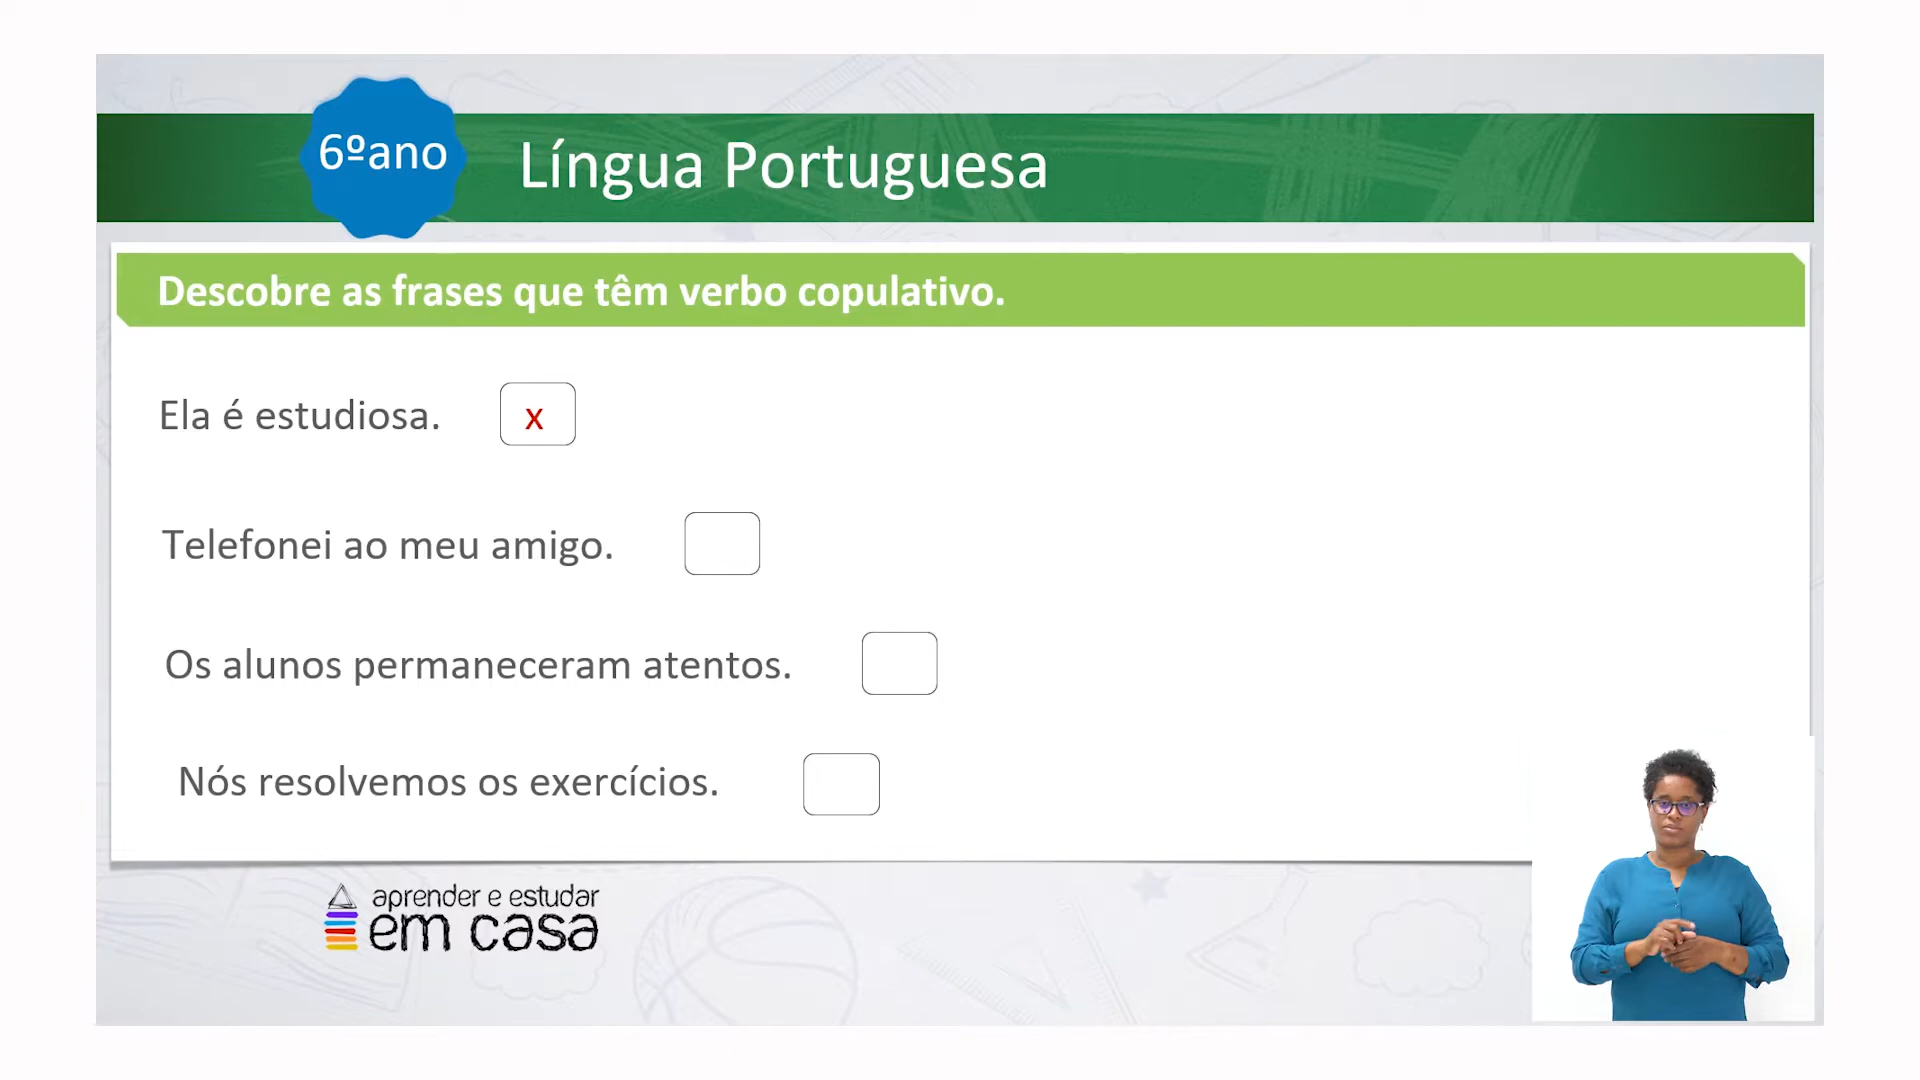 6ºano
Língua Portuguesa
Descobre as frases que têm verbo copulativo.
Ela é estudiosa. x
Telefonei ao meu amigo.
Os alunos permaneceram atentos.
Nós resolvemos os exercícios.
aprender e estudar
em casa